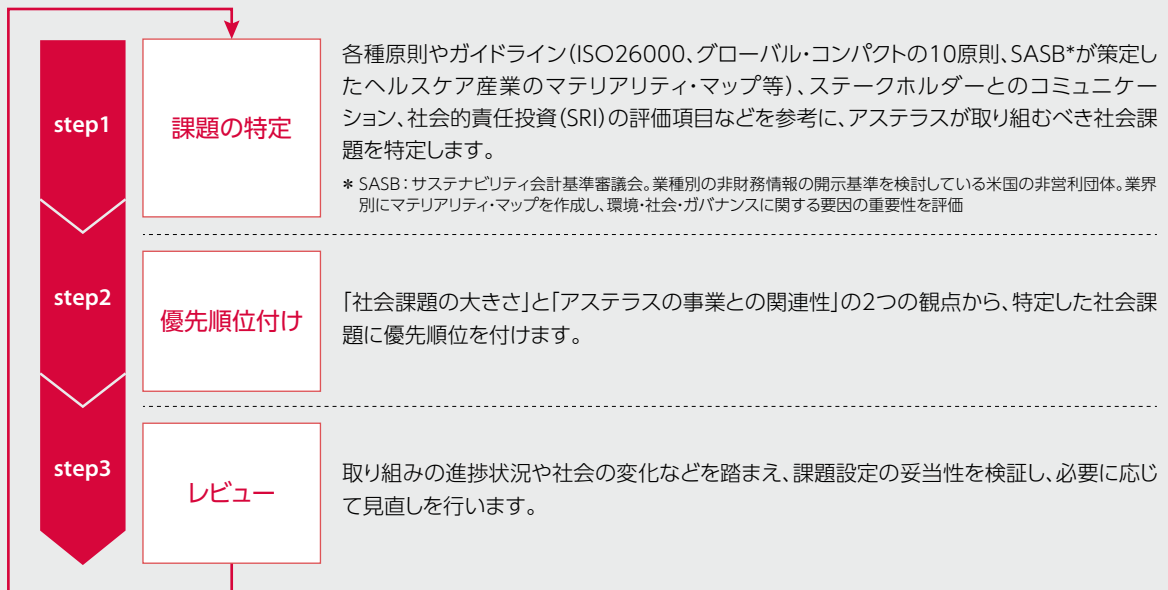 step1
課題の特定
各種原則やガイドライン（ISO26000、グローバル・コンパクトの10原則、SASB*が策定し
たヘルスケア産業のマテリアリティ・マップ等）、ステークホルダーとのコミュニケー
ション、社会的責任投資（SRI）の評価項目などを参考に、アステラスが取り組むべき社会課
題を特定します。
* SASB：サステナビリティ会計基準審議会。業種別の非財務情報の開示基準を検討している米国の非営利団体。業界
別にマテリアリティ・マップを作成し、環境・社会・ガバナンスに関する要因の重要性を評価
step2
優先順位付け
「社会課題の大きさ」と「アステラスの事業との関連性」の2つの観点から、特定した社会課
題に優先順位を付けます。
step3
レビュー
取り組みの進捗状況や社会の変化などを踏まえ、課題設定の妥当性を検証し、必要に応じ
て見直しを行います。